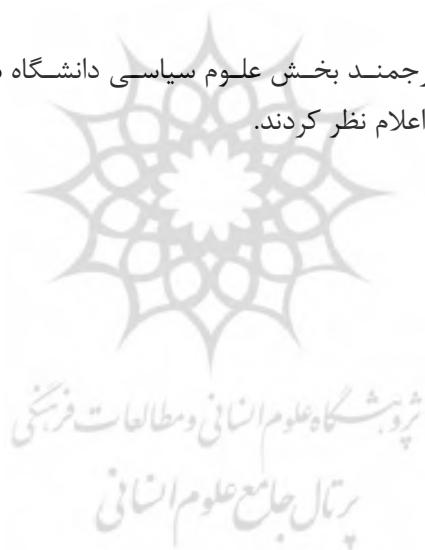 رجمند بخش علوم سیاسی دانشگاه
اعلام نظر کردند.
پژوهشگاه علوم انسانی و مطالعات فرهنگی
پرتال جامع علوم انسانی